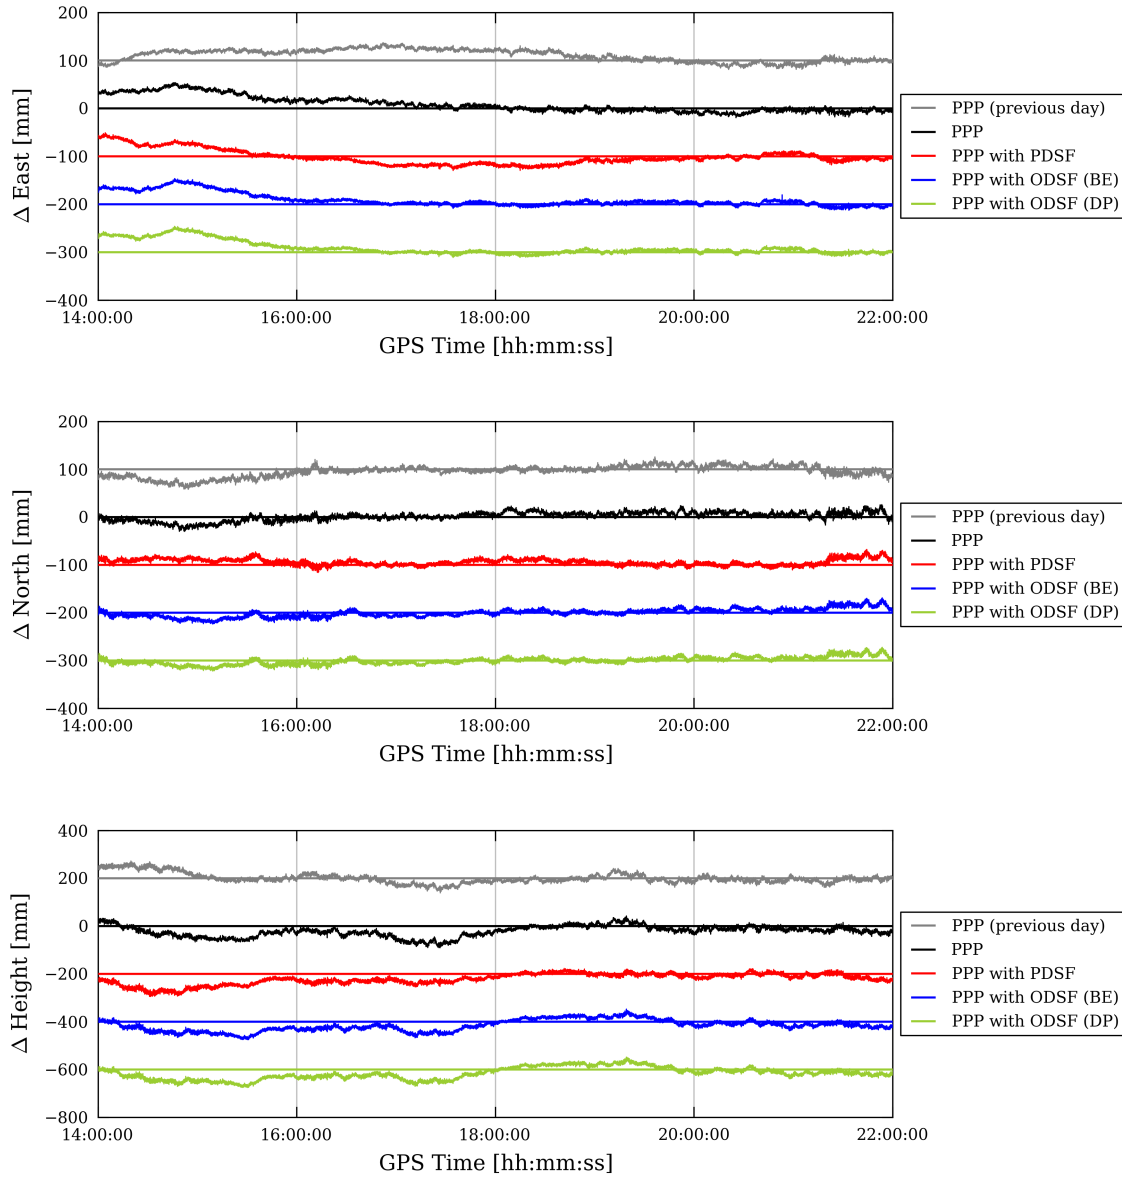 200
100
0
−100
−200
−300
−400
Δ East [mm]
14:00:00 16:00:00 18:00:00 20:00:00 22:00:00
GPS Time [hh:mm:ss]
PPP (previous day)
PPP
PPP with PDSF
PPP with ODSF (BE)
PPP with ODSF (DP)
200
100
0
−100
−200
−300
−400
Δ North [mm]
14:00:00 16:00:00 18:00:00 20:00:00 22:00:00
GPS Time [hh:mm:ss]
PPP (previous day)
PPP
PPP with PDSF
PPP with ODSF (BE)
PPP with ODSF (DP)
400
200
0
−200
−400
−600
−800
Δ Height [mm]
14:00:00 16:00:00 18:00:00 20:00:00 22:00:00
GPS Time [hh:mm:ss]
PPP (previous day)
PPP
PPP with PDSF
PPP with ODSF (BE)
PPP with ODSF (DP)